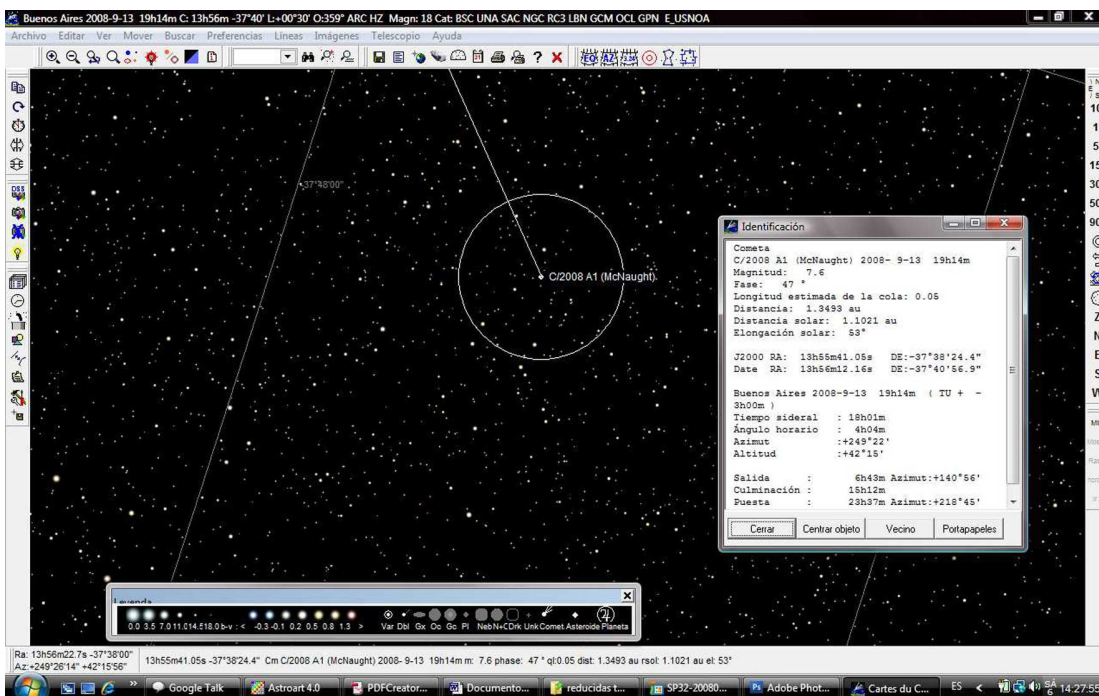 Buenos Aires 2008-9-13 19h14m C: 13h56m -37°40' L:+00°30' O:359° ARC HZ Magn: 18 Cat: BSC UNA SAC NGC RC3 LBN GCM OCL GPN E_USNOA
Archivo Editar Ver Mover Buscar Preferencias Líneas Imágenes Telescopio Ayuda
EQ AZ
DSS
-37°48'00"
C/2008 A1 (McNaught)
Identificación
Cometa
C/2008 A1 (McNaught) 2008- 9-13 19h14m
Magnitud: 7.6
Fase: 47 °
Longitud estimada de la cola: 0.05
Distancia: 1.3493 au
Distancia solar: 1.1021 au
Elongación solar: 53°
J2000 RA: 13h55m41.05s DE:-37°38'24.4"
Date RA: 13h56m12.16s DE:-37°40'56.9"
Buenos Aires 2008-9-13 19h14m ( TU + -
3h00m )
Tiempo sideral : 18h01m
Ángulo horario : 4h04m
Azimut :+249°22'
Altitud :+42°15'
Salida : 6h43m Azimut:+140°56'
Culminación : 15h12m
Puesta : 23h37m Azimut:+218°45'
Cerrar Centrar objeto Vecino Portapapeles
Leyenda
0.0 3.5 7.0 11.0 14.5 18.0 b-v : < -0.3 -0.1 0.2 0.5 0.8 1.3 > Var Dbl Gx Oc Gc Pl Neb N+C Drk Unk Comet Asteroide Planeta
Ra: 13h56m22.7s -37°38'00"
Az:+249°26'14" +42°15'56"
13h55m41.05s -37°38'24.4" Cm C/2008 A1 (McNaught) 2008- 9-13 19h14m m: 7.6 phase: 47 ° ql:0.05 dist: 1.3493 au rsol: 1.1021 au el: 53°
Google Talk Astroart 4.0 PDFCreator... Documento... reducidas t... SP32-20080... Adobe Phot... Cartes du C... ES 14:27:55